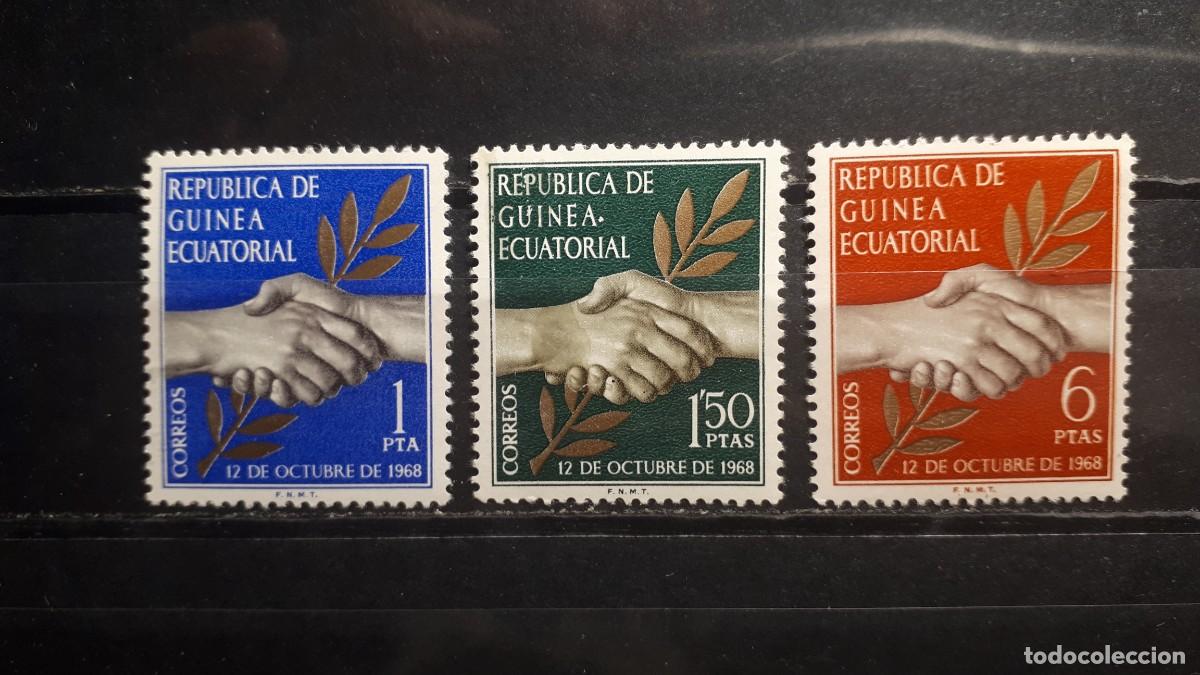 REPUBLICA DE
GUINEA
ECUATORIAL
CORREOS
1
PTA
12 DE OCTUBRE DE 1968
F.N.M.T.
REPUBLICA DE
GUINEA
ECUATORIAL
CORREOS
1'50
PTAS
12 DE OCTUBRE DE 1968
F.N.M.T.
REPUBLICA DE
GUINEA
ECUATORIAL
CORREOS
6
PTAS
12 DE OCTUBRE DE 1968
F.N.M.T.
todocoleccion